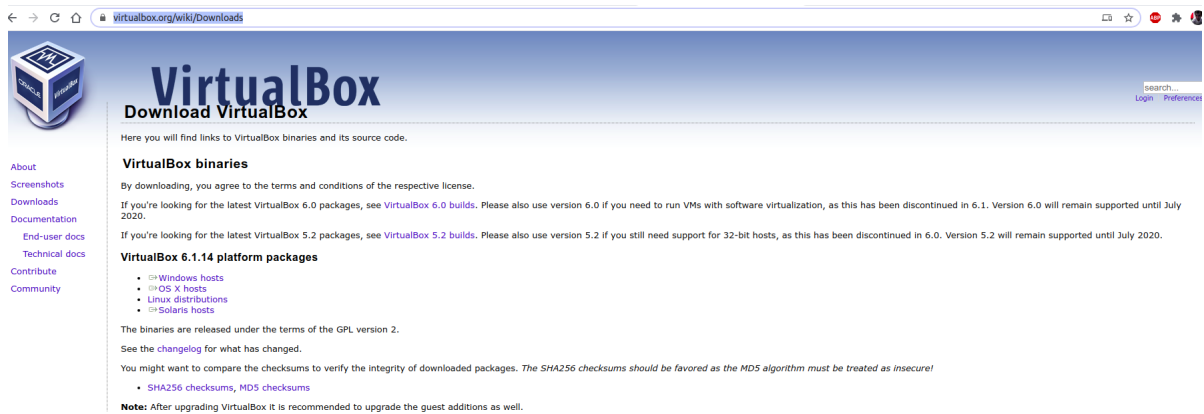 virtualbox.org/wiki/Downloads
ABP
VirtualBox
search...
Login Preferences
ORACLE
VM
VirtualBox
Download VirtualBox
Here you will find links to VirtualBox binaries and its source code.
About
Screenshots
Downloads
Documentation
End-user docs
Technical docs
Contribute
Community
VirtualBox binaries
By downloading, you agree to the terms and conditions of the respective license.
If you're looking for the latest VirtualBox 6.0 packages, see VirtualBox 6.0 builds. Please also use version 6.0 if you need to run VMs with software virtualization, as this has been discontinued in 6.1. Version 6.0 will remain supported until July
2020.
If you're looking for the latest VirtualBox 5.2 packages, see VirtualBox 5.2 builds. Please also use version 5.2 if you still need support for 32-bit hosts, as this has been discontinued in 6.0. Version 5.2 will remain supported until July 2020.
VirtualBox 6.1.14 platform packages
Windows hosts
OS X hosts
Linux distributions
Solaris hosts
The binaries are released under the terms of the GPL version 2.
See the changelog for what has changed.
You might want to compare the checksums to verify the integrity of downloaded packages. The SHA256 checksums should be favored as the MD5 algorithm must be treated as insecure!
SHA256 checksums, MD5 checksums
Note: After upgrading VirtualBox it is recommended to upgrade the guest additions as well.